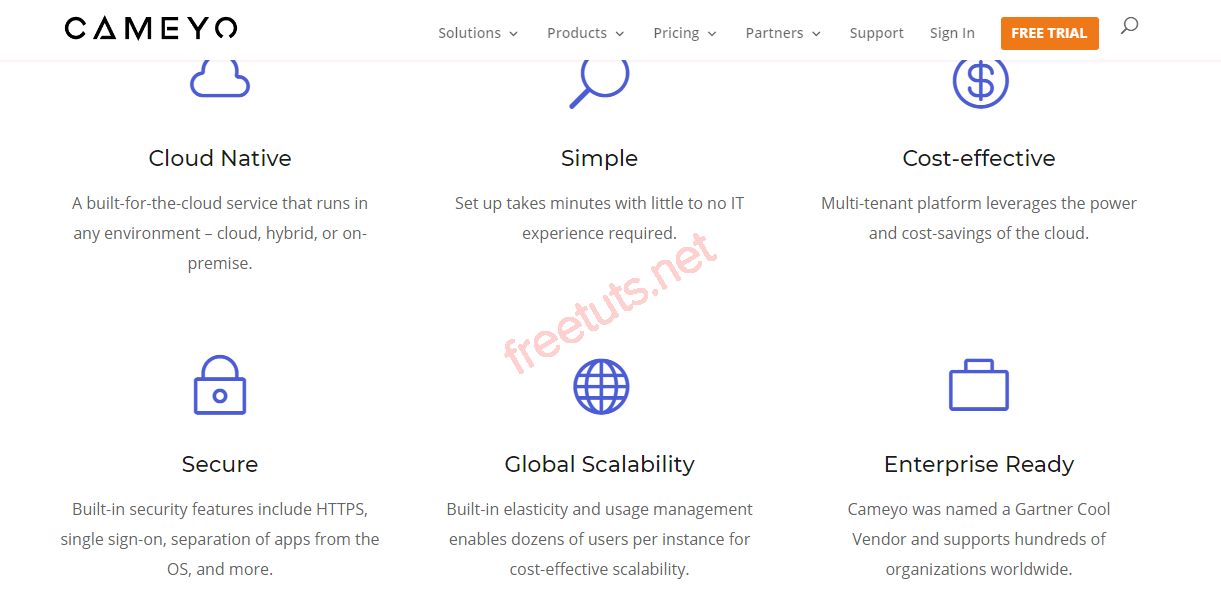 CAMEYO
Solutions Products Pricing Partners Support Sign In FREE TRIAL
Cloud Native
A built-for-the-cloud service that runs in
any environment – cloud, hybrid, or on-
premise.
Simple
Set up takes minutes with little to no IT
experience required.
Cost-effective
Multi-tenant platform leverages the power
and cost-savings of the cloud.
freetuts.net
Secure
Built-in security features include HTTPS,
single sign-on, separation of apps from the
OS, and more.
Global Scalability
Built-in elasticity and usage management
enables dozens of users per instance for
cost-effective scalability.
Enterprise Ready
Cameyo was named a Gartner Cool
Vendor and supports hundreds of
organizations worldwide.